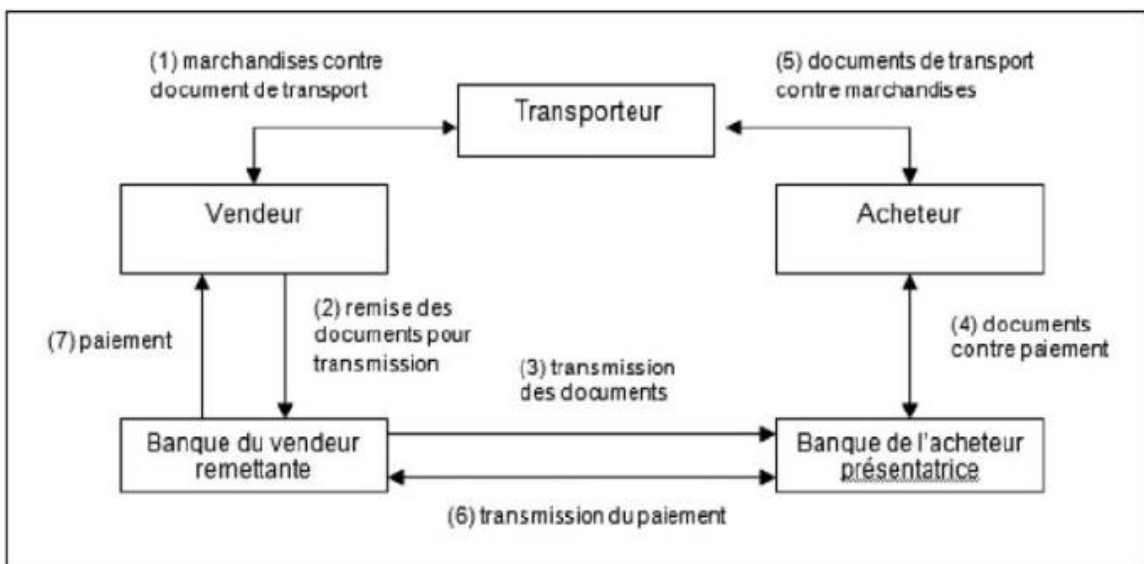 (1) marchandises contre
document de transport
(5) documents de transport
contre marchandises
Transporteur
Vendeur
Acheteur
(7) paiement
(2) remise des
documents pour
transmission
(4) documents
contre paiement
(3) transmission
des documents
Banque du vendeur
remettante
Banque de l'acheteur
présentatrice
(6) transmission du paiement